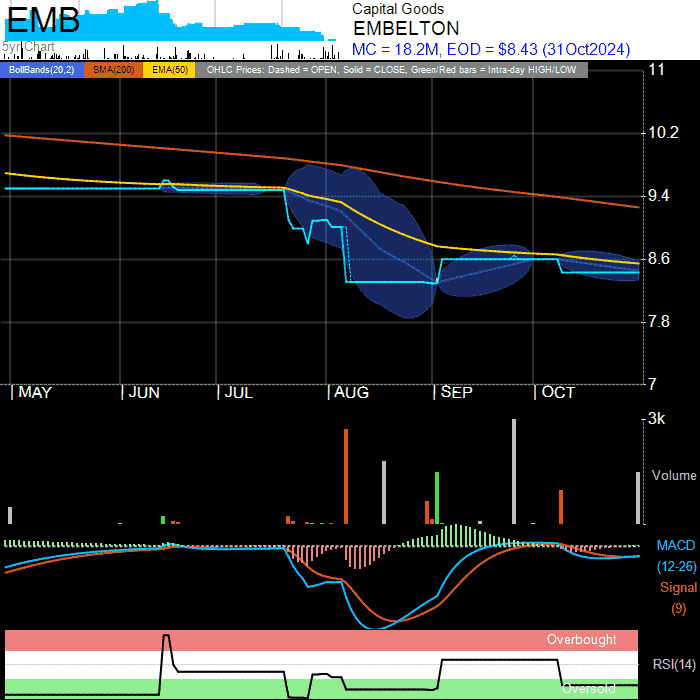 EMB
Capital Goods
EMBELTON
5yr Chart
MC = 18.2M, EOD = $8.43 (31Oct2024)
BollBands(20,2) SMA(200) EMA(50) OHLC Prices: Dashed = OPEN, Solid = CLOSE, Green/Red bars = Intra-day HIGH/LOW
11
10.2
9.4
8.6
7.8
7
MAY JUN JUL AUG SEP OCT
3k
Volume
MACD
(12-26)
Signal
(9)
Overbought
RSI(14)
Oversold